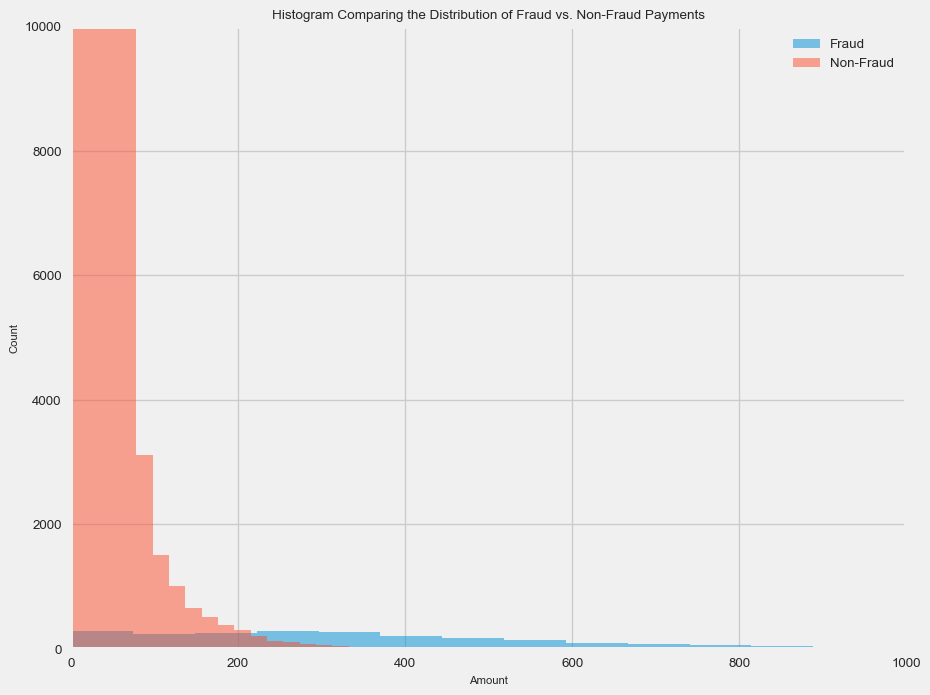 Histogram Comparing the Distribution of Fraud vs. Non-Fraud Payments
10000
8000
6000
4000
2000
0
Count
Fraud
Non-Fraud
0 200 400 600 800 1000
Amount